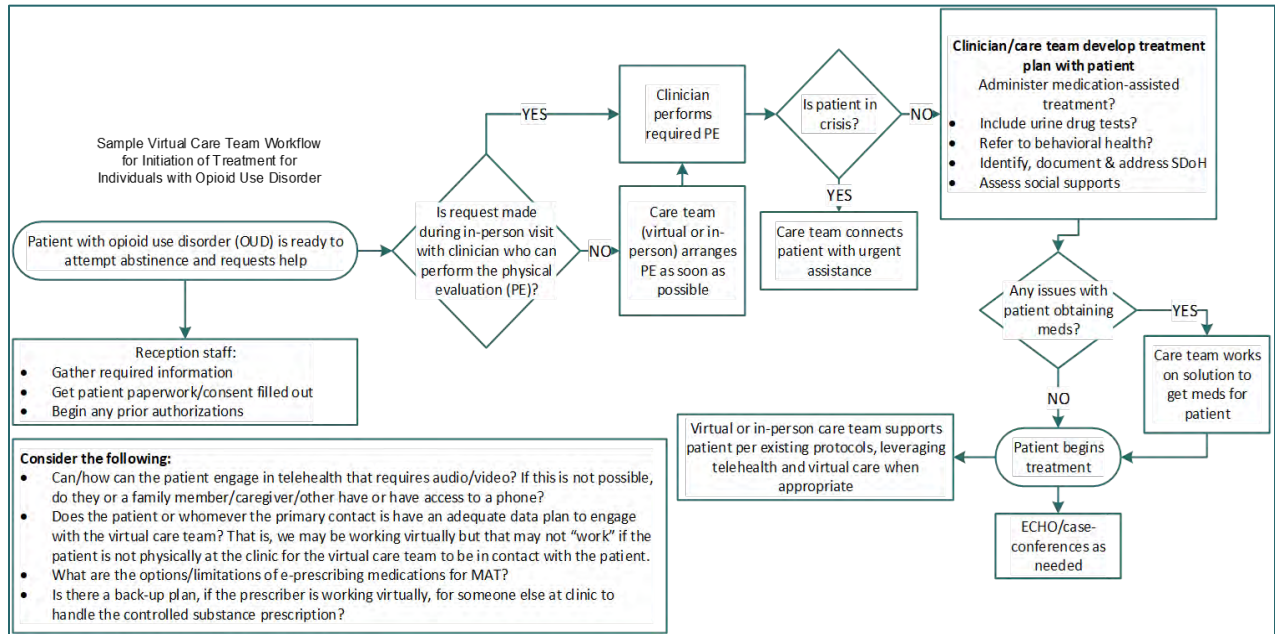 Sample Virtual Care Team Workflow
for Initiation of Treatment for
Individuals with Opioid Use Disorder
Patient with opioid use disorder (OUD) is ready to
attempt abstinence and requests help
Reception staff:
• Gather required information
• Get patient paperwork/consent filled out
• Begin any prior authorizations
Is request made
during in-person visit
with clinician who can
perform the physical
evaluation (PE)?
YES
NO
Clinician
performs
required PE
Care team
(virtual or in-
person) arranges
PE as soon as
possible
Is patient in
crisis?
NO
YES
Care team connects
patient with urgent
assistance
Clinician/care team develop treatment
plan with patient
Administer medication-assisted
treatment?
• Include urine drug tests?
• Refer to behavioral health?
• Identify, document & address SDoH
• Assess social supports
Any issues with
patient obtaining
meds?
YES
NO
Care team works
on solution to
get meds for
patient
Patient begins
treatment
Virtual or in-person care team supports
patient per existing protocols, leveraging
telehealth and virtual care when
appropriate
ECHO/case-
conferences as
needed
Consider the following:
• Can/how can the patient engage in telehealth that requires audio/video? If this is not possible,
do they or a family member/caregiver/other have or have access to a phone?
• Does the patient or whomever the primary contact is have an adequate data plan to engage
with the virtual care team? That is, we may be working virtually but that may not “work” if the
patient is not physically at the clinic for the virtual care team to be in contact with the patient.
• What are the options/limitations of e-prescribing medications for MAT?
• Is there a back-up plan, if the prescriber is working virtually, for someone else at clinic to
handle the controlled substance prescription?